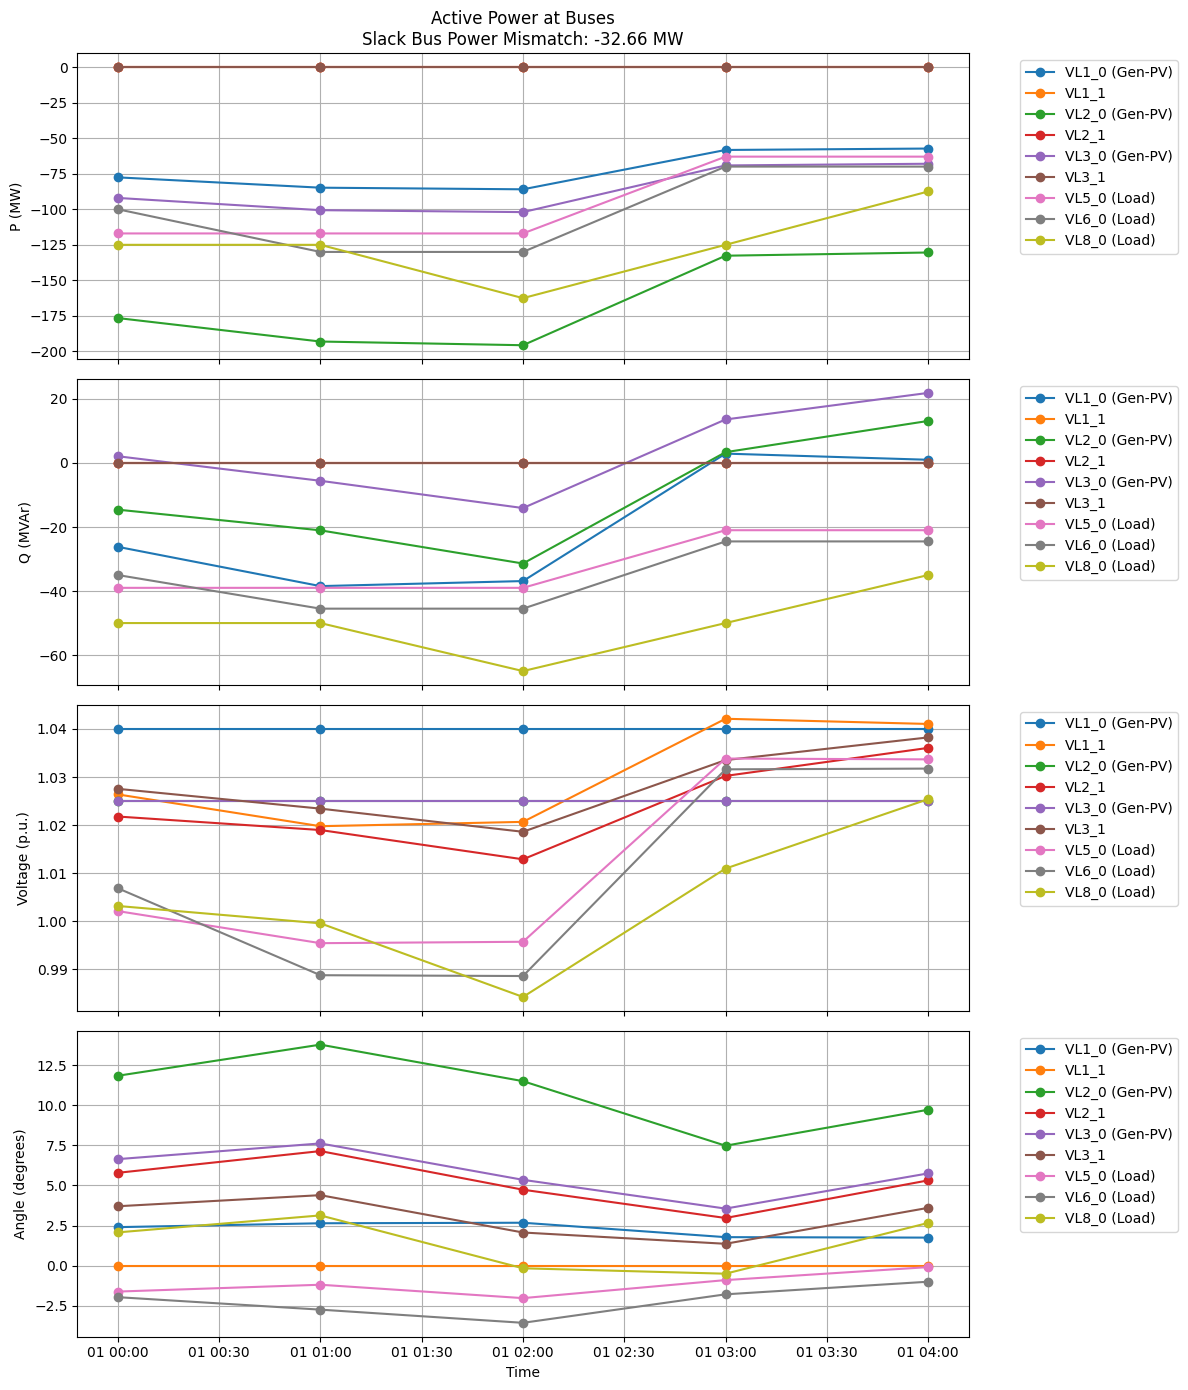 Active Power at Buses
Slack Bus Power Mismatch: -32.66 MW
P (MW)
0
−25
−50
−75
−100
−125
−150
−175
−200
VL1_0 (Gen-PV)
VL1_1
VL2_0 (Gen-PV)
VL2_1
VL3_0 (Gen-PV)
VL3_1
VL5_0 (Load)
VL6_0 (Load)
VL8_0 (Load)
Q (MVAr)
20
0
−20
−40
−60
VL1_0 (Gen-PV)
VL1_1
VL2_0 (Gen-PV)
VL2_1
VL3_0 (Gen-PV)
VL3_1
VL5_0 (Load)
VL6_0 (Load)
VL8_0 (Load)
Voltage (p.u.)
1.04
1.03
1.02
1.01
1.00
0.99
VL1_0 (Gen-PV)
VL1_1
VL2_0 (Gen-PV)
VL2_1
VL3_0 (Gen-PV)
VL3_1
VL5_0 (Load)
VL6_0 (Load)
VL8_0 (Load)
Angle (degrees)
12.5
10.0
7.5
5.0
2.5
0.0
−2.5
VL1_0 (Gen-PV)
VL1_1
VL2_0 (Gen-PV)
VL2_1
VL3_0 (Gen-PV)
VL3_1
VL5_0 (Load)
VL6_0 (Load)
VL8_0 (Load)
01 00:00 01 00:30 01 01:00 01 01:30 01 02:00 01 02:30 01 03:00 01 03:30 01 04:00
Time